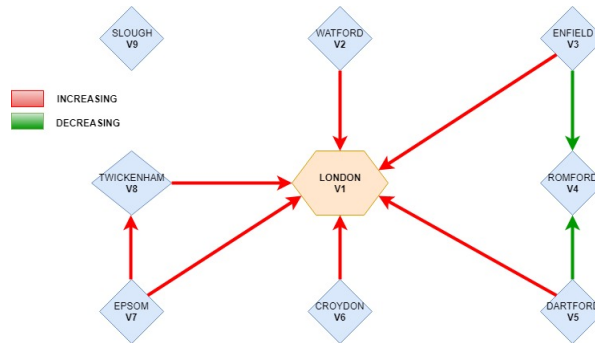 SLOUGH
V9
WATFORD
V2
ENFIELD
V3
INCREASING
DECREASING
TWICKENHAM
V8
LONDON
V1
ROMFORD
V4
EPSOM
V7
CROYDON
V6
DARTFORD
V5